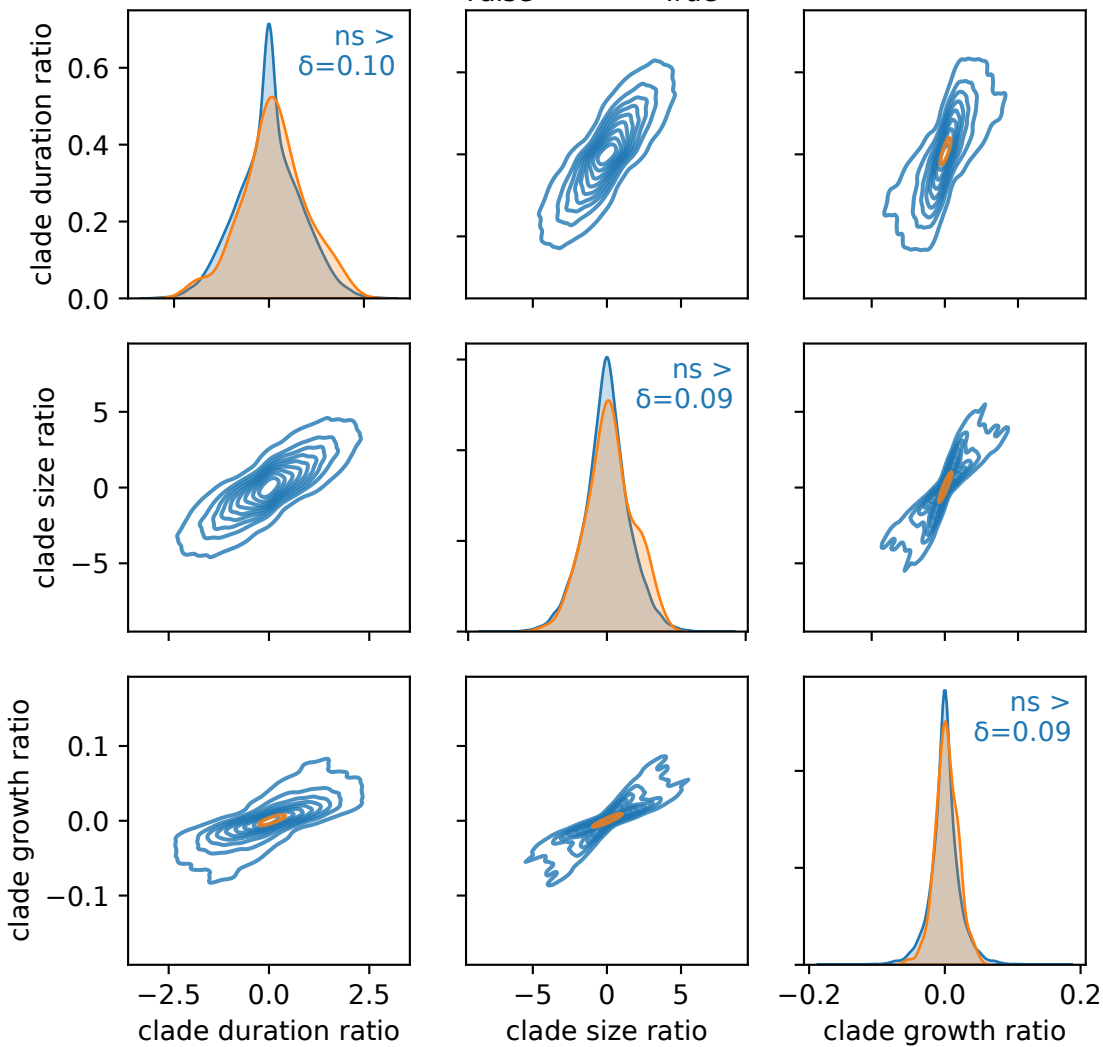 clade duration ratio
0.6
0.4
0.2
0.0
ns >
δ=0.10
clade size ratio
5
0
−5
ns >
δ=0.09
clade growth ratio
0.1
0.0
−0.1
ns >
δ=0.09
−2.5 0.0 2.5
−5 0 5
−0.2 0.0 0.2
clade duration ratio
clade size ratio
clade growth ratio